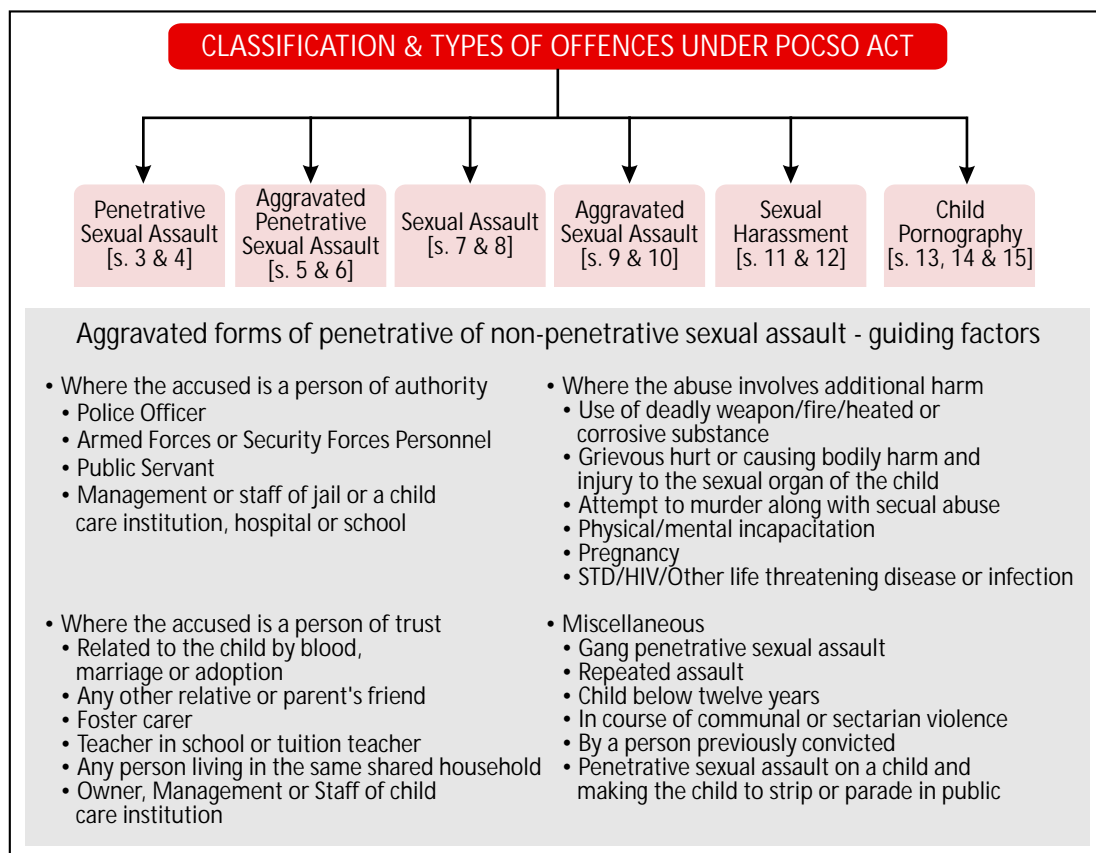 CLASSIFICATION & TYPES OF OFFENCES UNDER POCSO ACT
Penetrative
Sexual Assault
[s. 3 & 4]
Aggravated
Penetrative
Sexual Assault
[s. 5 & 6]
Sexual Assault
[s. 7 & 8]
Aggravated
Sexual Assault
[s. 9 & 10]
Sexual
Harassment
[s. 11 & 12]
Child
Pornography
[s. 13, 14 & 15]
Aggravated forms of penetrative of non-penetrative sexual assault - guiding factors
• Where the accused is a person of authority
• Police Officer
• Armed Forces or Security Forces Personnel
• Public Servant
• Management or staff of jail or a child
care institution, hospital or school
• Where the abuse involves additional harm
• Use of deadly weapon/fire/heated or
corrosive substance
• Grievous hurt or causing bodily harm and
injury to the sexual organ of the child
• Attempt to murder along with secual abuse
• Physical/mental incapacitation
• Pregnancy
• STD/HIV/Other life threatening disease or infection
• Where the accused is a person of trust
• Related to the child by blood,
marriage or adoption
• Any other relative or parent's friend
• Foster carer
• Teacher in school or tuition teacher
• Any person living in the same shared household
• Owner, Management or Staff of child
care institution
• Miscellaneous
• Gang penetrative sexual assault
• Repeated assault
• Child below twelve years
• In course of communal or sectarian violence
• By a person previously convicted
• Penetrative sexual assault on a child and
making the child to strip or parade in public